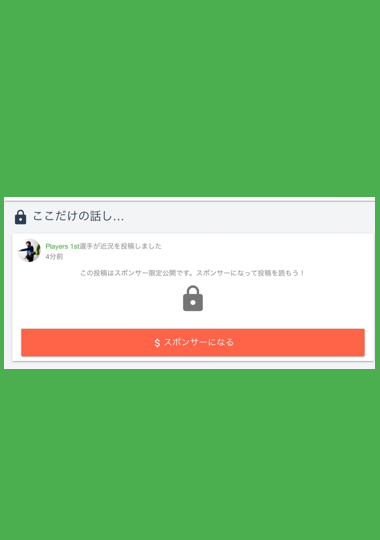 ここだけの話し...
Players 1st選手が近況を投稿しました
4分前
この投稿はスポンサー限定公開です。スポンサーになって投稿を読もう！
$ スポンサーになる